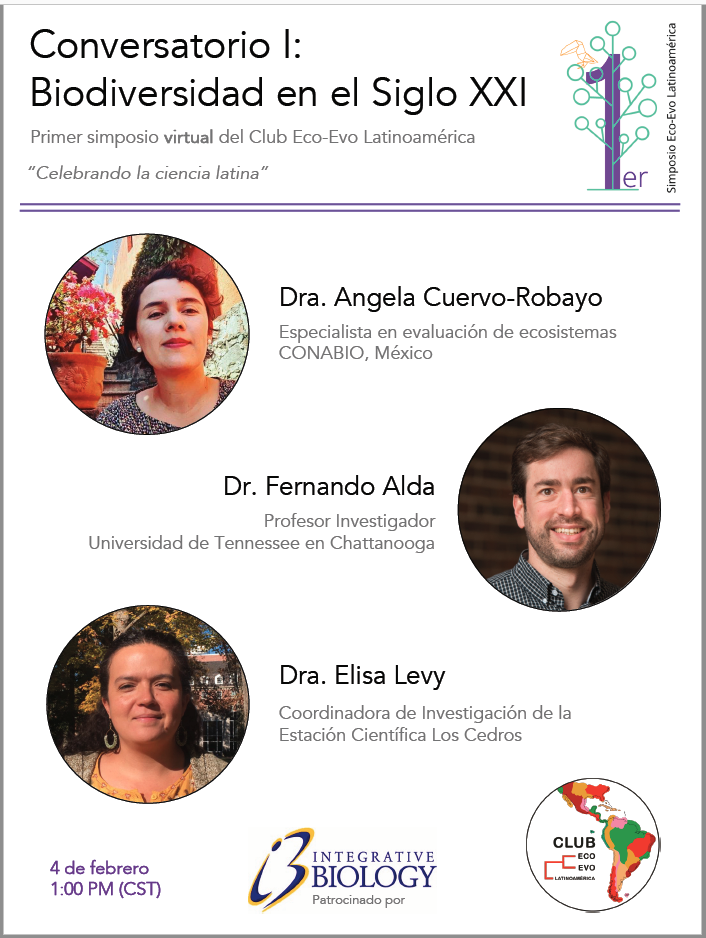 Conversatorio I:
Biodiversidad en el Siglo XXI
Primer simposio virtual del Club Eco-Evo Latinoamérica
“Celebrando la ciencia latina”
1er
Simposio Eco-Evo Latinoamérica
Dra. Angela Cuervo-Robayo
Especialista en evaluación de ecosistemas
CONABIO, México
Dr. Fernando Alda
Profesor Investigador
Universidad de Tennessee en Chattanooga
Dra. Elisa Levy
Coordinadora de Investigación de la
Estación Científica Los Cedros
4 de febrero
1:00 PM (CST)
i3 INTEGRATIVE
BIOLOGY
Patrocinado por
CLUB
ECO
EVO
LATINOAMÉRICA